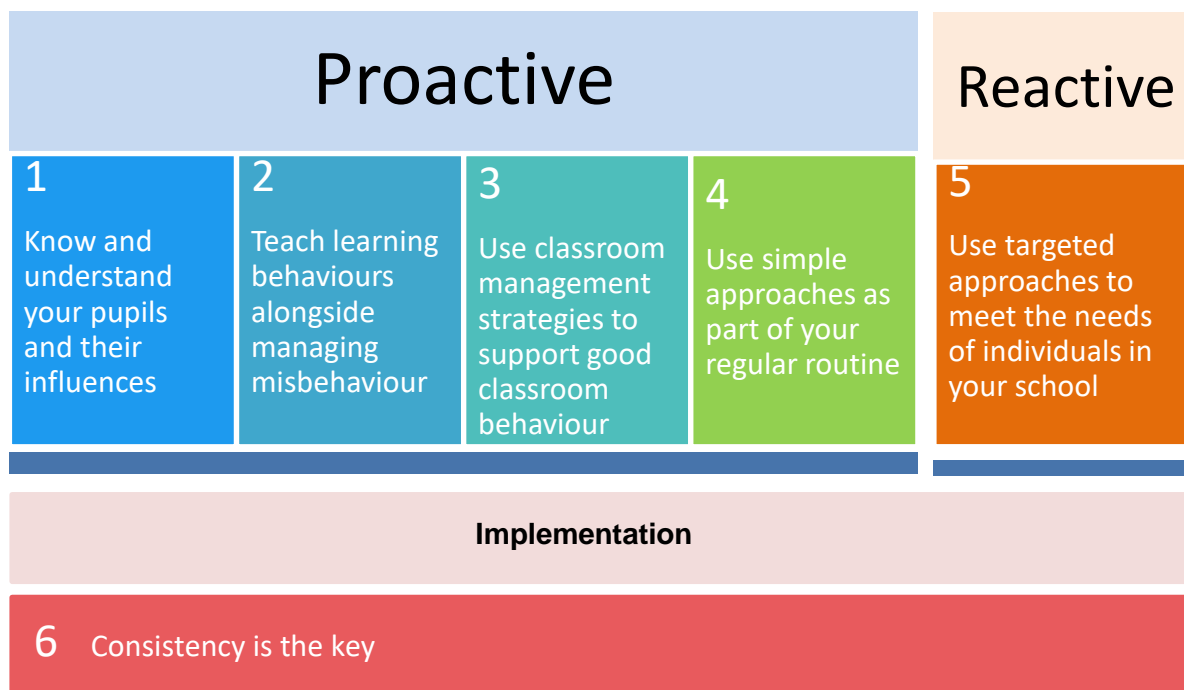 Proactive
Reactive
1
Know and
understand
your pupils
and their
influences
2
Teach learning
behaviours
alongside
managing
misbehaviour
3
Use classroom
management
strategies to
support good
classroom
behaviour
4
Use simple
approaches as
part of your
regular routine
5
Use targeted
approaches to
meet the needs
of individuals in
your school
Implementation
6 Consistency is the key